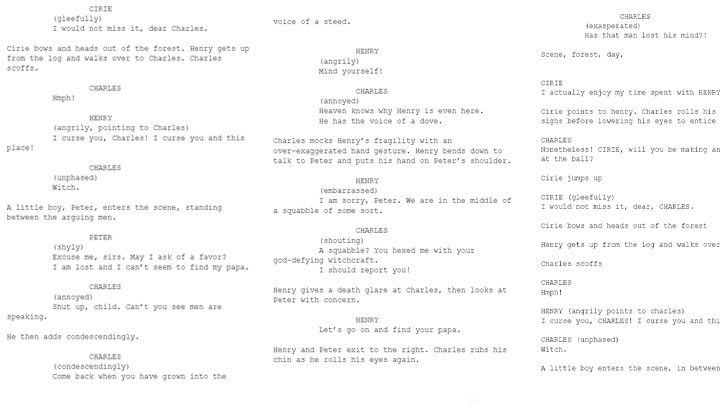 CIRIE
(gleefully)
I would not miss it, dear Charles.
Cirie bows and heads out of the forest. Henry gets up
from the log and walks over to Charles. Charles
scoffs.
CHARLES
Hmph!
HENRY
(angrily, pointing to Charles)
I curse you, Charles! I curse you and this
place!
CHARLES
(unphased)
Witch.
A little boy, Peter, enters the scene, standing
between the arguing men.
PETER
(shyly)
Excuse me, sirs. May I ask of a favor?
I am lost and I can't seem to find my papa.
CHARLES
(annoyed)
Shut up, child. Can't you see men are
speaking.
He then adds condescendingly.
CHARLES
(condescendingly)
Come back when you have grown into the
voice of a steed.
HENRY
(angrily)
Mind yourself!
CHARLES
(annoyed)
Heaven knows why Henry is even here.
He has the voice of a dove.
Charles mocks Henry's fragility with an
over-exaggerated hand gesture. Henry bends down to
talk to Peter and puts his hand on Peter's shoulder.
HENRY
(embarrassed)
I am sorry, Peter. We are in the middle of
a squabble of some sort.
CHARLES
(shouting)
A squabble? You hexed me with your
god-defying witchcraft.
I should report you!
Henry gives a death glare at Charles, then looks at
Peter with concern.
HENRY
Let's go on and find your papa.
Henry and Peter exit to the right. Charles rubs his
chin as he rolls his eyes again.
CHARLES
(exasperated)
Has that man lost his mind?!
Scene, forest, day,
CIRIE
I actually enjoy my time spent with HENRY
Cirie points to henry. Charles rolls his
sighs before lowering his eyes to entice
CHARLES
Nonetheless! CIRIE, will you be making an
at the ball?
Cirie jumps up
CIRIE (gleefully)
I would not miss it, dear, CHARLES.
Cirie bows and heads out of the forest
Henry gets up from the log and walks over
Charles scoffs
CHARLES
Hmph!
HENRY (angrily points to charles)
I curse you, CHARLES! I curse you and thi
CHARLES (unphased)
Witch.
A little boy enters the scene, in between